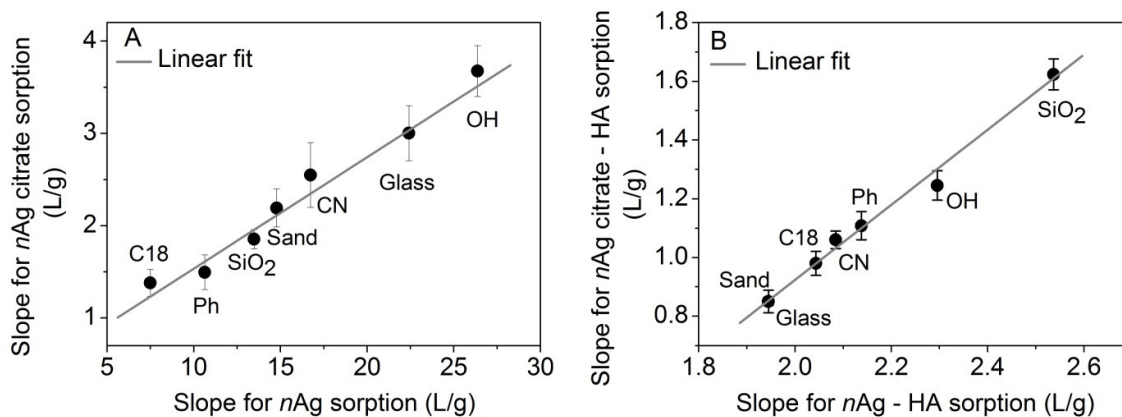 A
Linear fit
Slope for nAg citrate sorption
(L/g)
4
3
2
1
C18
Ph
SiO₂
Sand
CN
Glass
OH
5 10 15 20 25 30
Slope for nAg sorption (L/g)
B
Linear fit
Slope for nAg citrate - HA sorption
(L/g)
1.8
1.6
1.4
1.2
1.0
0.8
SiO₂
Ph
OH
C18
CN
Sand
Glass
1.8 2.0 2.2 2.4 2.6
Slope for nAg - HA sorption (L/g)